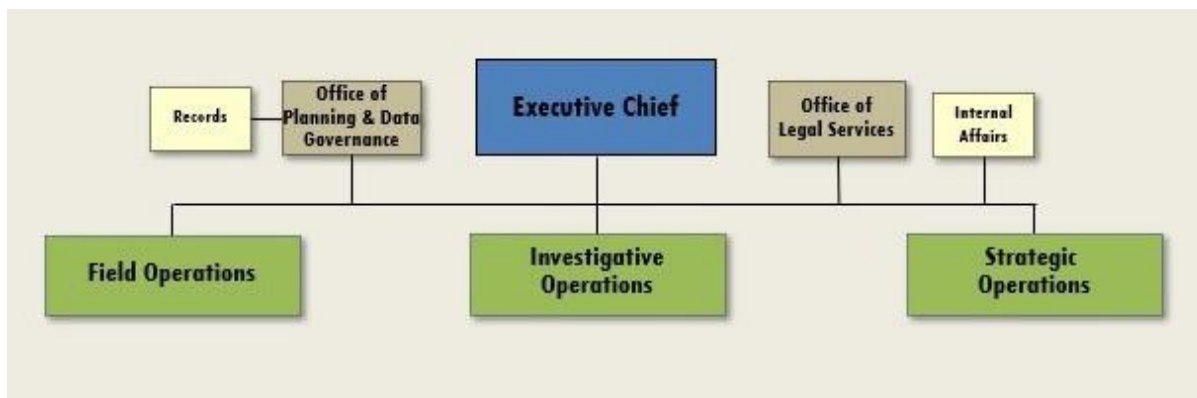 Records
Office of
Planning & Data
Governance
Executive Chief
Office of
Legal Services
Internal
Affairs
Field Operations
Investigative
Operations
Strategic
Operations